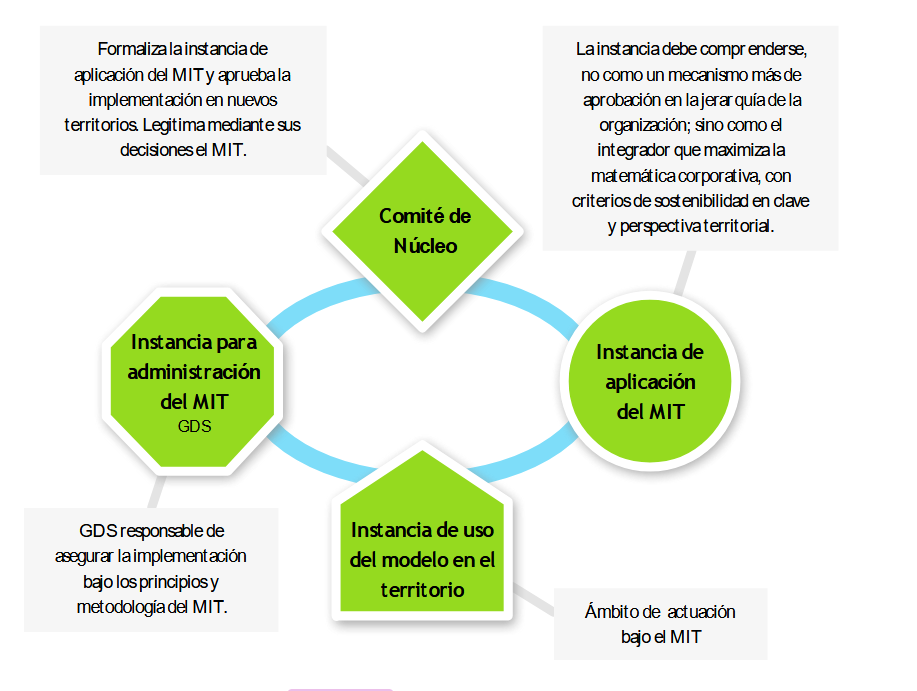 Formaliza la instancia de
aplicación del MIT y aprueba la
implementación en nuevos
territorios. Legitima mediante sus
decisiones el MIT.
La instancia debe comprenderse,
no como un mecanismo más de
aprobación en la jerarquía de la
organización; sino como el
integrador que maximiza la
matemática corporativa, con
criterios de sostenibilidad en clave
y perspectiva territorial.
Comité de
Núcleo
Instancia para
administración
del MIT
GDS
Instancia de
aplicación
del MIT
Instancia de uso
del modelo en el
territorio
GDS responsable de
asegurar la implementación
bajo los principios y
metodología del MIT.
Ámbito de actuación
bajo el MIT